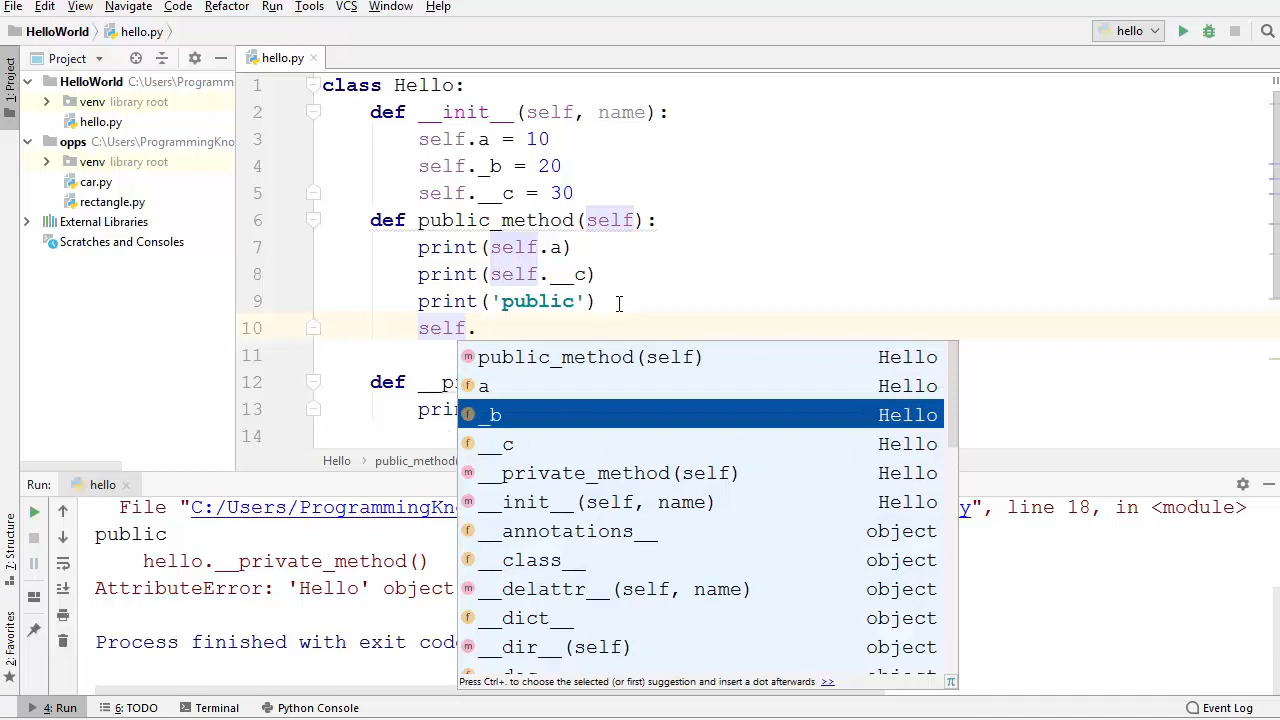 File Edit View Navigate Code Refactor Run Tools VCS Window Help
HelloWorld hello.py hello
1: Project
Project hello.py
HelloWorld C:\Users\Programm
venv library root
hello.py
opps C:\Users\ProgrammingKno
venv library root
car.py
rectangle.py
External Libraries
Scratches and Consoles
1 class Hello:
2 def __init__(self, name):
3 self.a = 10
4 self._b = 20
5 self.__c = 30
6 def public_method(self):
7 print(self.a)
8 print(self.__c)
9 print('public')
10 self.
11
12 def __p
13 pri
14
public_method(self) Hello
a Hello
_b Hello
__c Hello
__private_method(self) Hello
__init__(self, name) Hello
__annotations__ object
__class__ object
__delattr__(self, name) object
__dict__ object
__dir__(self) object
object
Press Ctrl+. to choose the selected (or first) suggestion and insert a dot afterwards >> π
Hello public_method(
Run: hello
File "C:/Users/ProgrammingKno y", line 18, in <module>
public
hello.__private_method()
AttributeError: 'Hello' object
Process finished with exit cod
7: Structure
2: Favorites
4: Run 6: TODO Terminal Python Console Event Log